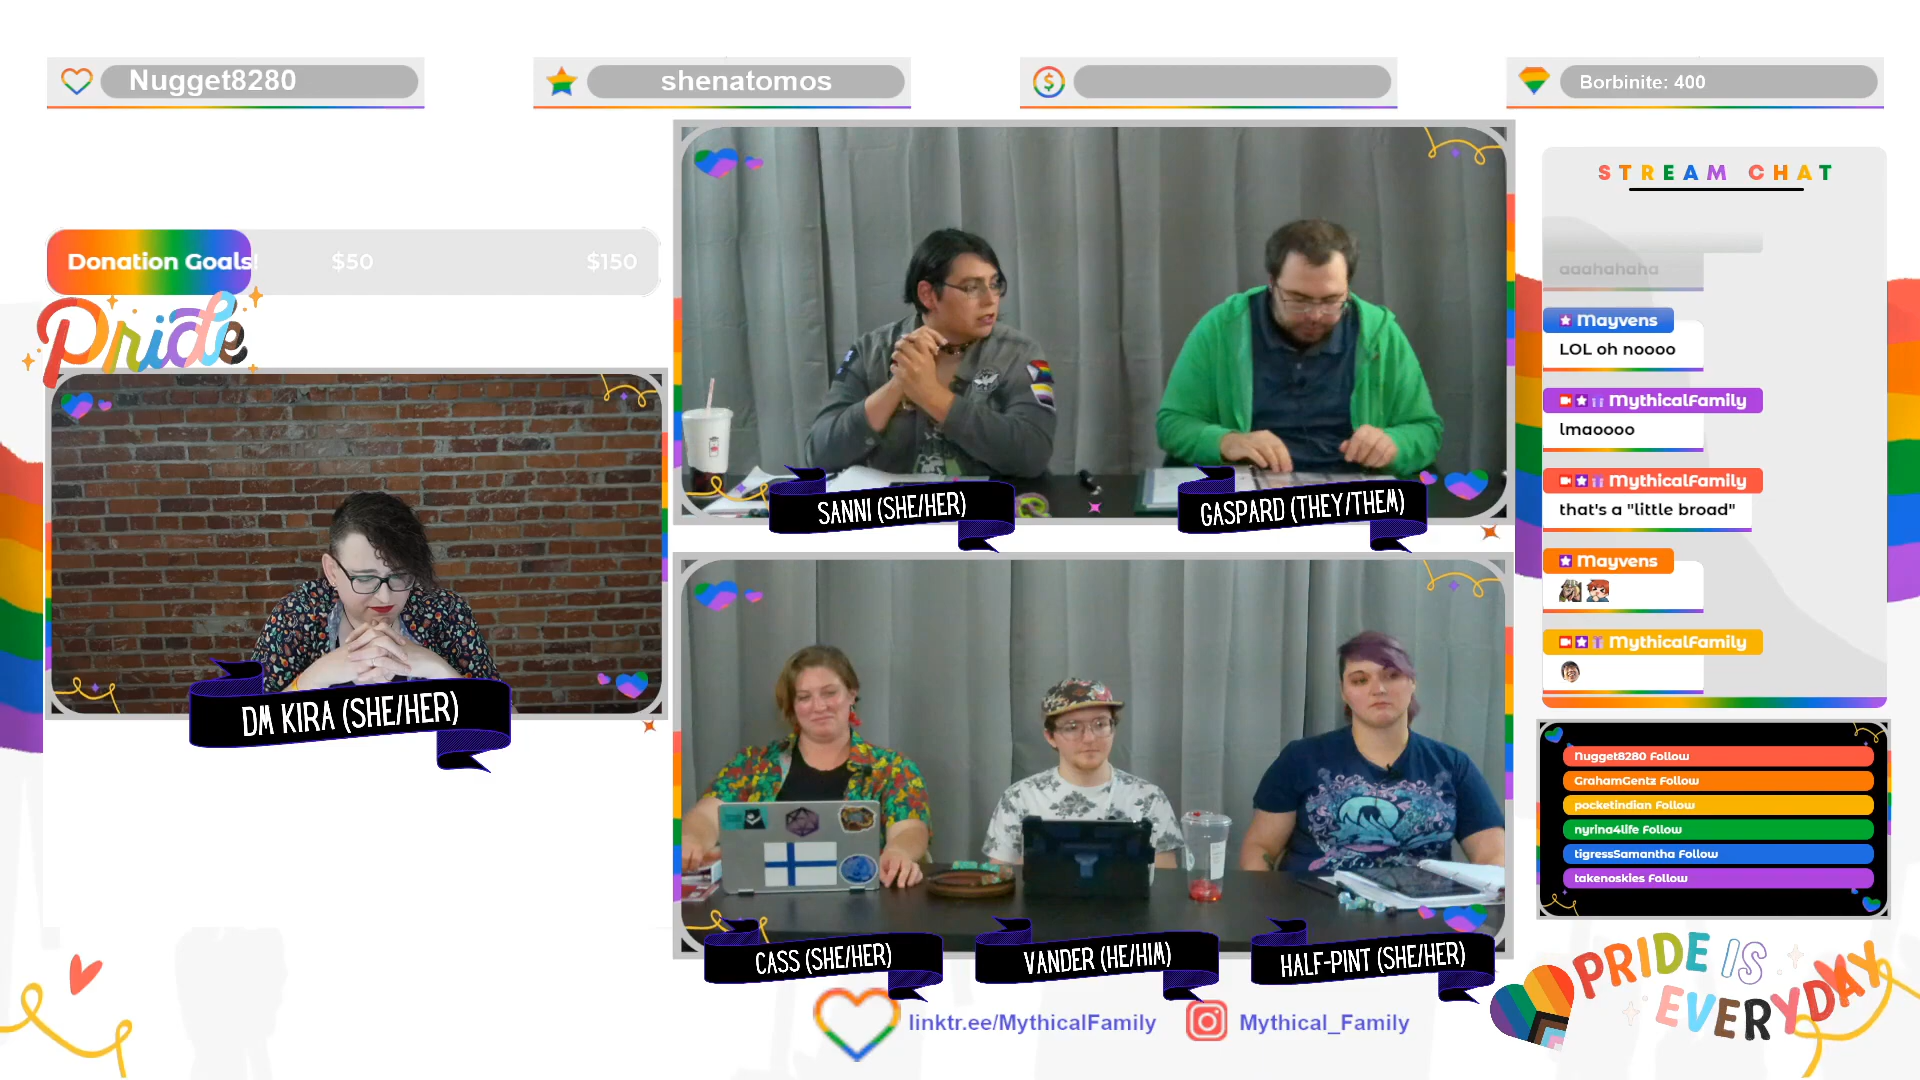 Nugget8280
shenatomos
Borbinite: 400
Donation Goals!
$50
$150
Pride
DM KIRA (SHE/HER)
SANNI (SHE/HER)
GASPARD (THEY/THEM)
CASS (SHE/HER)
VANDER (HE/HIM)
HALF-PINT (SHE/HER)
linktr.ee/MythicalFamily
Mythical_Family
STREAM CHAT
aaahahaha
Mayvens
LOL oh noooo
MythicalFamily
lmaoooo
MythicalFamily
that's a "little broad"
Mayvens
MythicalFamily
Nugget8280 Follow
GrahamGentz Follow
pocketindian Follow
nyrina4life Follow
tigressSamantha Follow
takenoskies Follow
PRIDE IS
EVERYDAY